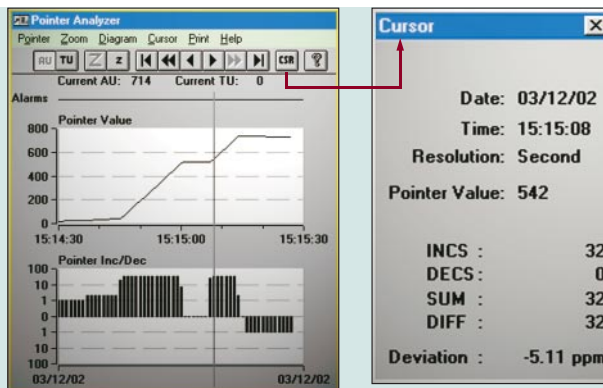 Pointer Analyzer
Pointer Zoom Diagram Cursor Print Help
AU TU Z z CSR ?
Current AU: 714 Current TU: 0
Alarms
Pointer Value
800
600
400
200
0
15:14:30 15:15:00 15:15:30
Pointer Inc/Dec
100
10
1
0
1
10
100
03/12/02 03/12/02
Cursor
Date: 03/12/02
Time: 15:15:08
Resolution: Second
Pointer Value: 542
INCS : 32
DECS : 0
SUM : 32
DIFF : 32
Deviation : -5.11 ppm